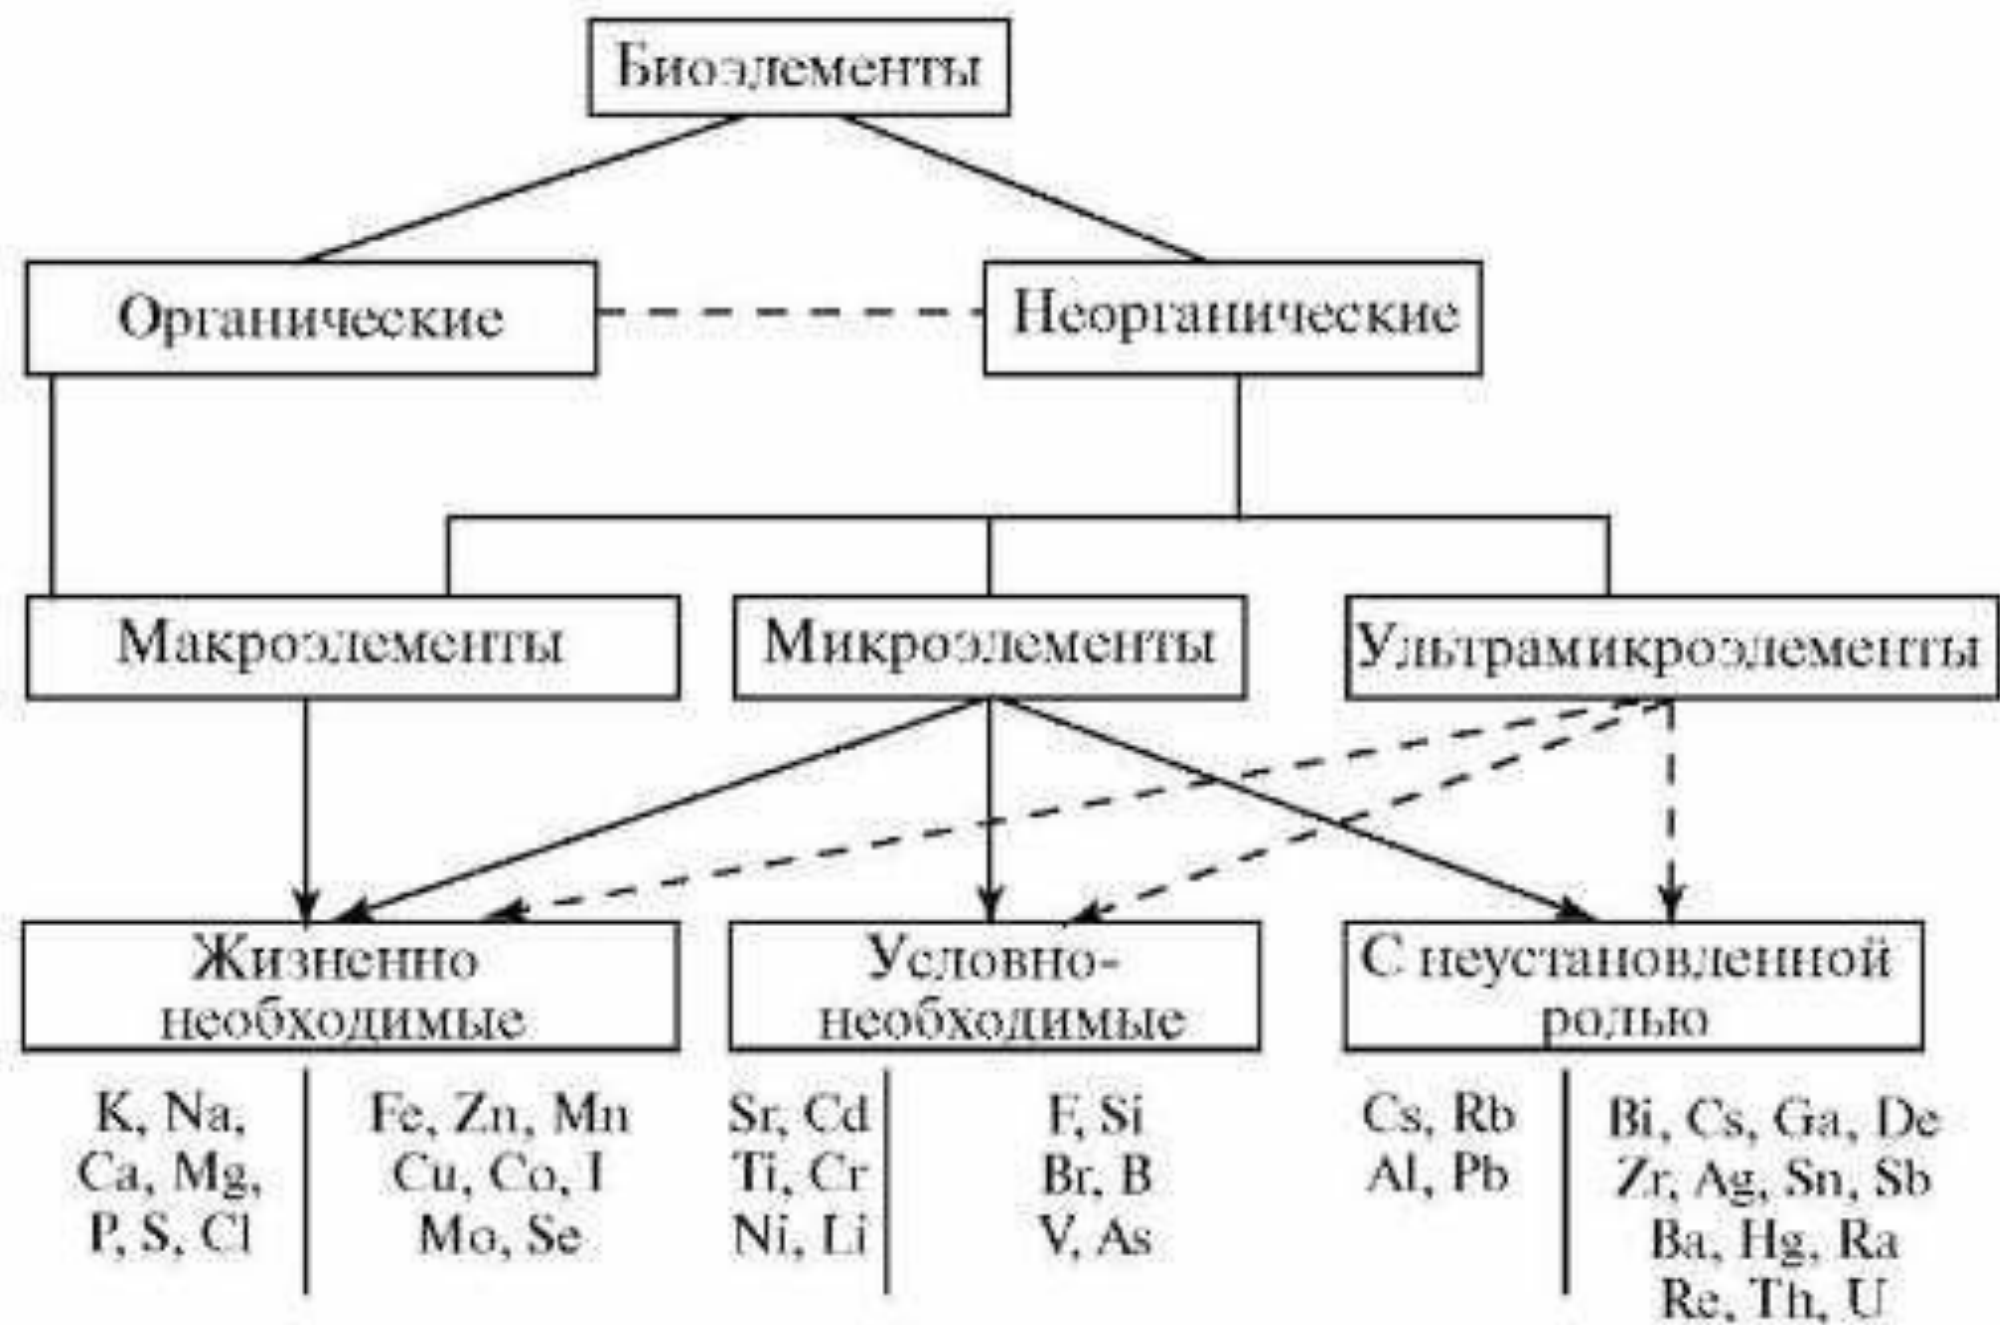 Биоэлементы
Органические
Неорганические
Макроэлементы
Микроэлементы
Ультрамикроэлементы
Жизненно
необходимые
Условно-
необходимые
С неустановленной
ролью
K, Na,
Ca, Mg,
P, S, Cl
Fe, Zn, Mn
Cu, Co, I
Mo, Se
Sr, Cd
Ti, Cr
Ni, Li
F, Si
Br, B
V, As
Cs, Rb
Al, Pb
Bi, Cs, Ga, De
Zr, Ag, Sn, Sb
Ba, Hg, Ra
Re, Th, U